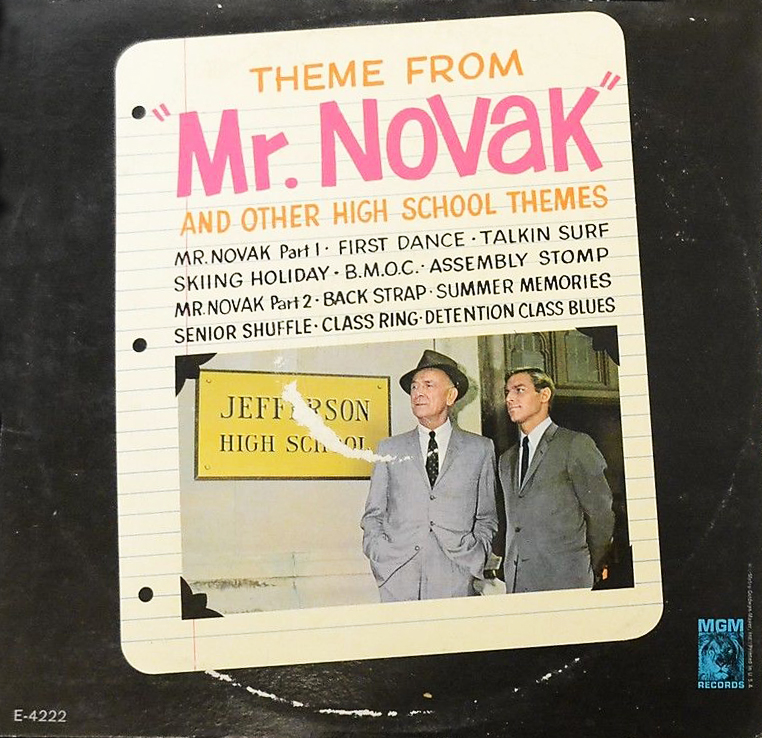 THEME FROM
"Mr. Novak"
AND OTHER HIGH SCHOOL THEMES
MR. NOVAK Part 1 · FIRST DANCE · TALKIN SURF
SKIING HOLIDAY · B.M.O.C. · ASSEMBLY STOMP
MR. NOVAK Part 2 · BACK STRAP · SUMMER MEMORIES
SENIOR SHUFFLE · CLASS RING · DETENTION CLASS BLUES
JEFFERSON
HIGH SCHOOL
MGM
RECORDS
Printed in U.S.A.
E-4222